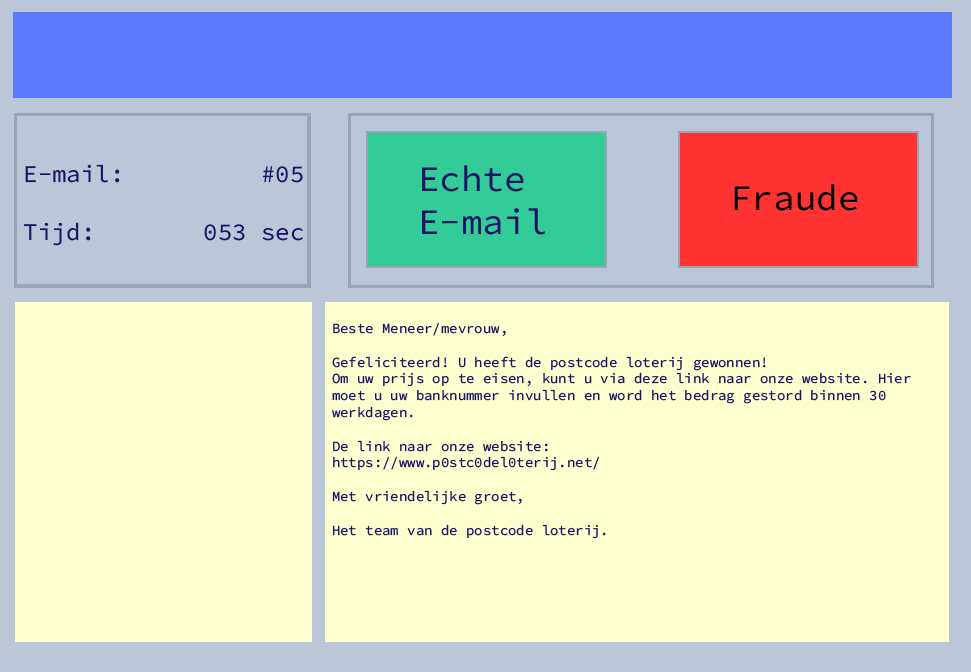 E-mail: #05
Tijd: 053 sec
Echte
E-mail
Fraude
Beste Meneer/mevrouw,
Gefeliciteerd! U heeft de postcode loterij gewonnen!
Om uw prijs op te eisen, kunt u via deze link naar onze website. Hier
moet u uw banknummer invullen en word het bedrag gestord binnen 30
werkdagen.
De link naar onze website:
https://www.p0stc0del0terij.net/
Met vriendelijke groet,
Het team van de postcode loterij.